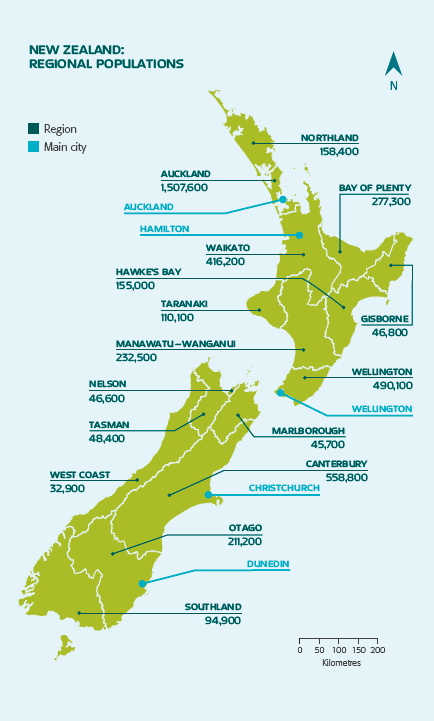 NEW ZEALAND:
REGIONAL POPULATIONS
N
Region
Main city
NORTHLAND
158,400
AUCKLAND
1,507,600
BAY OF PLENTY
277,300
AUCKLAND
HAMILTON
WAIKATO
416,200
HAWKE'S BAY
155,000
TARANAKI
110,100
GISBORNE
46,800
MANAWATU–WANGANUI
232,500
WELLINGTON
490,100
NELSON
46,600
WELLINGTON
TASMAN
48,400
MARLBOROUGH
45,700
CANTERBURY
558,800
WEST COAST
32,900
CHRISTCHURCH
OTAGO
211,200
DUNEDIN
SOUTHLAND
94,900
0 50 100 150 200
Kilometres